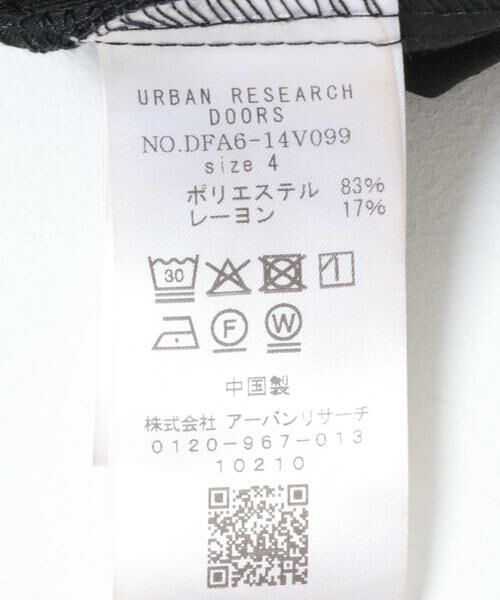 URBAN RESEARCH
DOORS
NO.DFA6-14V099
size 4
ポリエステル 83%
レーヨン 17%
30
F W
中国製
株式会社 アーバンリサーチ
0120-967-013
10210